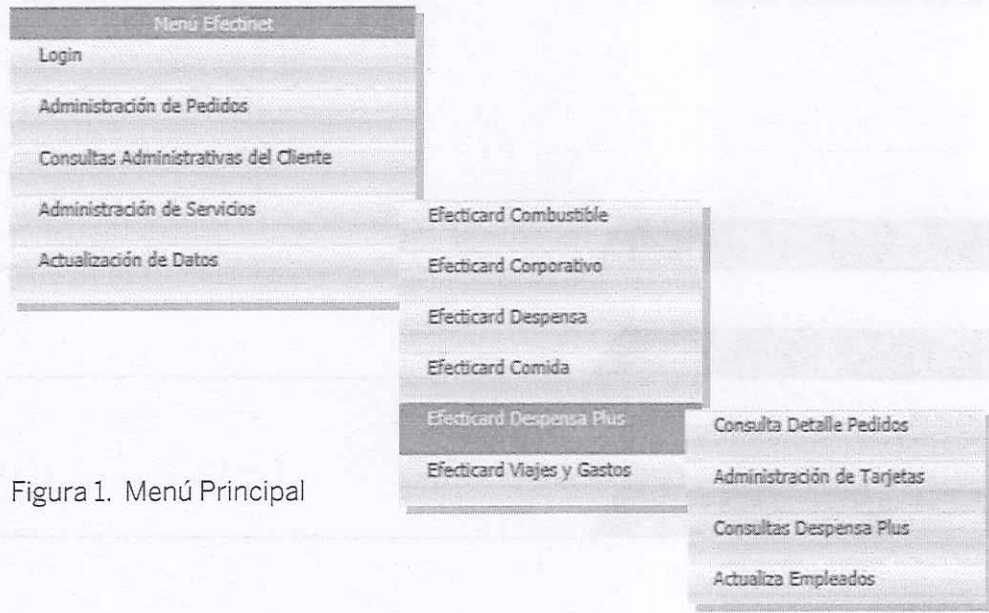 Menú Efectinet
Login
Administración de Pedidos
Consultas Administrativas del Cliente
Administración de Servicios
Actualización de Datos
Efecticard Combustible
Efecticard Corporativo
Efecticard Despensa
Efecticard Comida
Efecticard Despensa Plus
Efecticard Viajes y Gastos
Consulta Detalle Pedidos
Administración de Tarjetas
Consultas Despensa Plus
Actualiza Empleados
Figura 1. Menú Principal